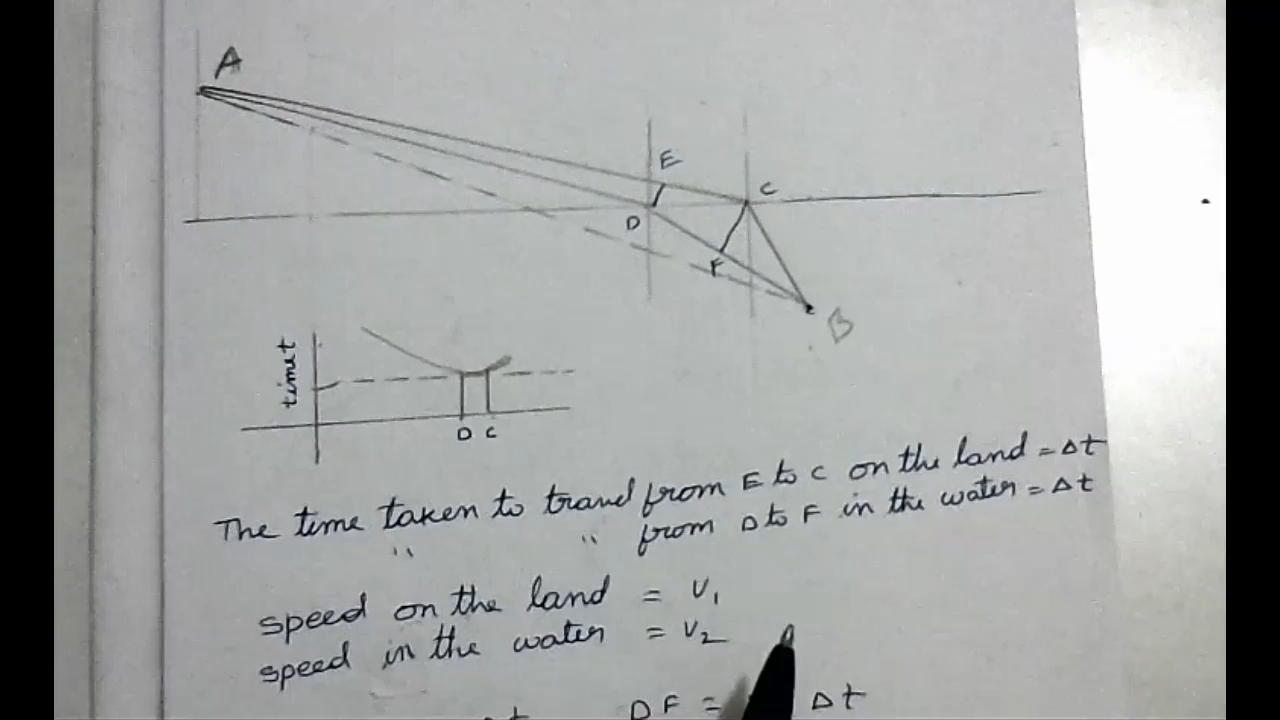 A
E
C
D
F
B
time t
D C
The time taken to travel from E to C on the land = Δt
" " from D to F in the water = Δt
speed on the land = v₁
speed in the water = v₂
t DF = Δt